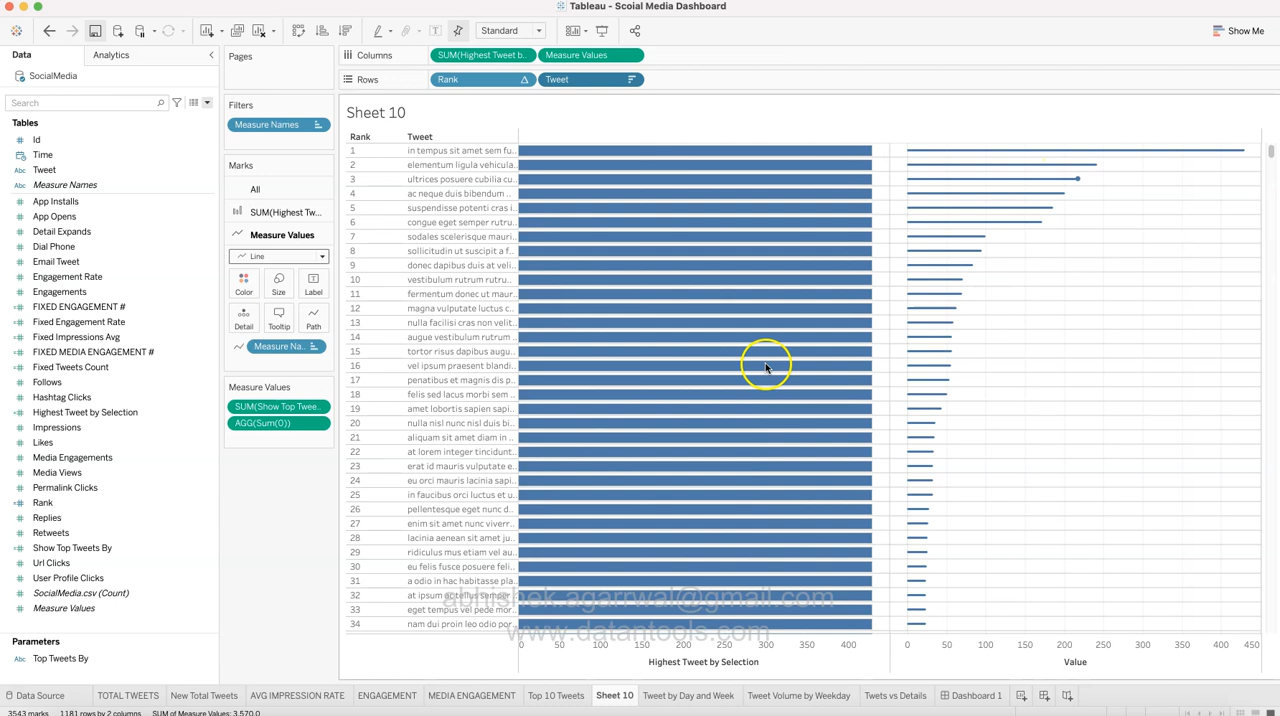 Tableau - Scoial Media Dashboard
Standard
Show Me
Data
Analytics
SocialMedia
Search
Tables
Id
Time
Abc Tweet
Abc Measure Names
App Installs
App Opens
Detail Expands
Dial Phone
Email Tweet
Engagement Rate
Engagements
FIXED ENGAGEMENT #
Fixed Engagement Rate
Fixed Impressions Avg
FIXED MEDIA ENGAGEMENT #
Fixed Tweets Count
Follows
Hashtag Clicks
Highest Tweet by Selection
Impressions
Likes
Media Engagements
Media Views
Permalink Clicks
Rank
Replies
Retweets
Show Top Tweets By
Url Clicks
User Profile Clicks
SocialMedia.csv (Count)
Measure Values
Parameters
Abc Top Tweets By
Pages
Filters
Measure Names
Marks
All
SUM(Highest Tw...
Measure Values
Line
Color
Size
Label
Detail
Tooltip
Path
Measure Na..
Measure Values
SUM(Show Top Twee..
AGG(Sum(0))
Columns
SUM(Highest Tweet b..
Measure Values
Rows
Rank
Tweet
Sheet 10
Rank Tweet
1 in tempus sit amet sem fu..
2 elementum ligula vehicula..
3 ultrices posuere cubilia cu..
4 ac neque duis bibendum ..
5 suspendisse potenti cras i..
6 congue eget semper rutru..
7 sodales scelerisque mauri..
8 sollicitudin ut suscipit a f..
9 donec dapibus duis at veli..
10 vestibulum rutrum rutru..
11 fermentum donec ut maur..
12 magna vulputate luctus c..
13 nulla facilisi cras non velit..
14 augue vestibulum rutrum ..
15 tortor risus dapibus augu..
16 vel ipsum praesent blandi..
17 penatibus et magnis dis p..
18 felis sed lacus morbi sem ..
19 amet lobortis sapien sapi..
20 nulla nisl nunc nisl duis bi..
21 aliquam sit amet diam in ..
22 at lorem integer tincidunt..
23 erat id mauris vulputate e..
24 eu orci mauris lacinia sapi..
25 in faucibus orci luctus et u..
26 pellentesque eget nunc d..
27 enim sit amet nunc viverr..
28 lacinia aenean sit amet ju..
29 ridiculus mus etiam vel au..
30 eu felis fusce posuere feli..
31 a odio in hac habitasse pla..
32 at ipsum ac tellus semper ..
33 eget tempus vel pede mor..
34 nam dui proin leo odio por..
abhishek.agarrwal@gmail.com
www.datantools.com
0 50 100 150 200 250 300 350 400
Highest Tweet by Selection
0 50 100 150 200 250 300 350 400 450
Value
Data Source
TOTAL TWEETS
New Total Tweets
AVG IMPRESSION RATE
ENGAGEMENT
MEDIA ENGAGEMENT
Top 10 Tweets
Sheet 10
Tweet by Day and Week
Tweet Volume by Weekday
Twets vs Details
Dashboard 1
3543 marks 1181 rows by 2 columns SUM of Measure Values: 3,570.0